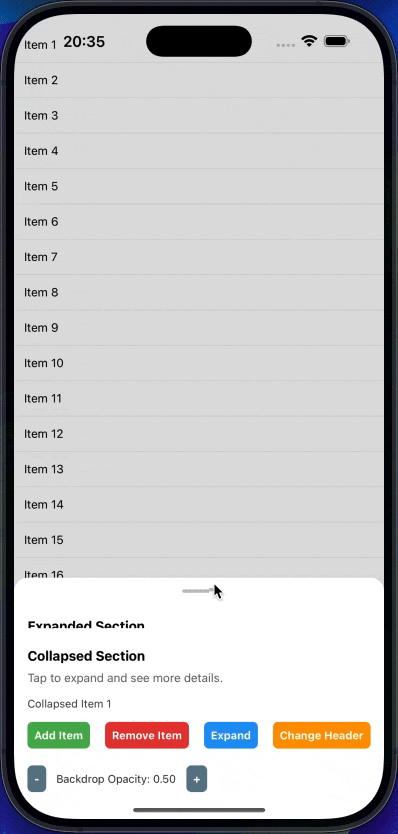 Item 1 20:35
Item 2
Item 3
Item 4
Item 5
Item 6
Item 7
Item 8
Item 9
Item 10
Item 11
Item 12
Item 13
Item 14
Item 15
Item 16
Expanded Section
Collapsed Section
Tap to expand and see more details.
Collapsed Item 1
Add Item Remove Item Expand Change Header
- Backdrop Opacity: 0.50 +